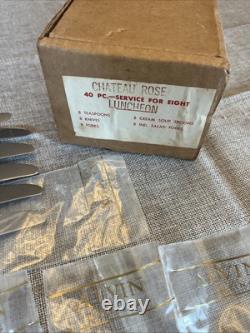 CHATEAU ROSE
40 PC.—SERVICE FOR EIGHT
LUNCHEON
8 TEASPOONS 8 CREAM SOUP SPOONS
8 KNIVES 8 IND. SALAD FORKS
8 FORKS
ALVIN